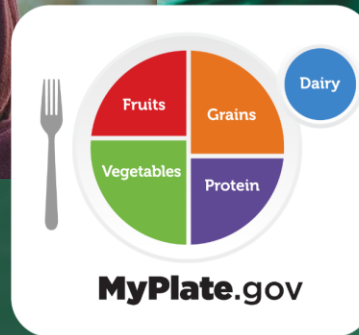 Fruits
Grains
Dairy
Vegetables
Protein
MyPlate.gov